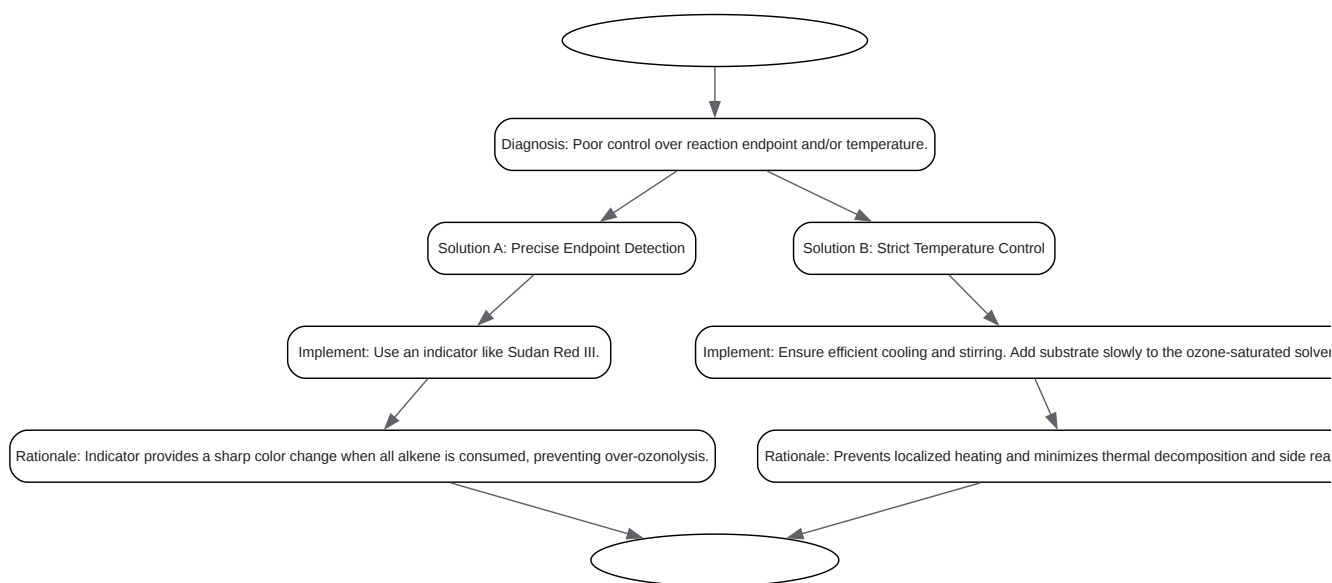 Diagnosis: Poor control over reaction endpoint and/or temperature.
Solution A: Precise Endpoint Detection
Solution B: Strict Temperature Control
Implement: Use an indicator like Sudan Red III.
Implement: Ensure efficient cooling and stirring. Add substrate slowly to the ozone-saturated
Rationale: Indicator provides a sharp color change when all alkene is consumed, preventing over-ozonolysis.
Rationale: Prevents localized heating and minimizes thermal decomposition and side